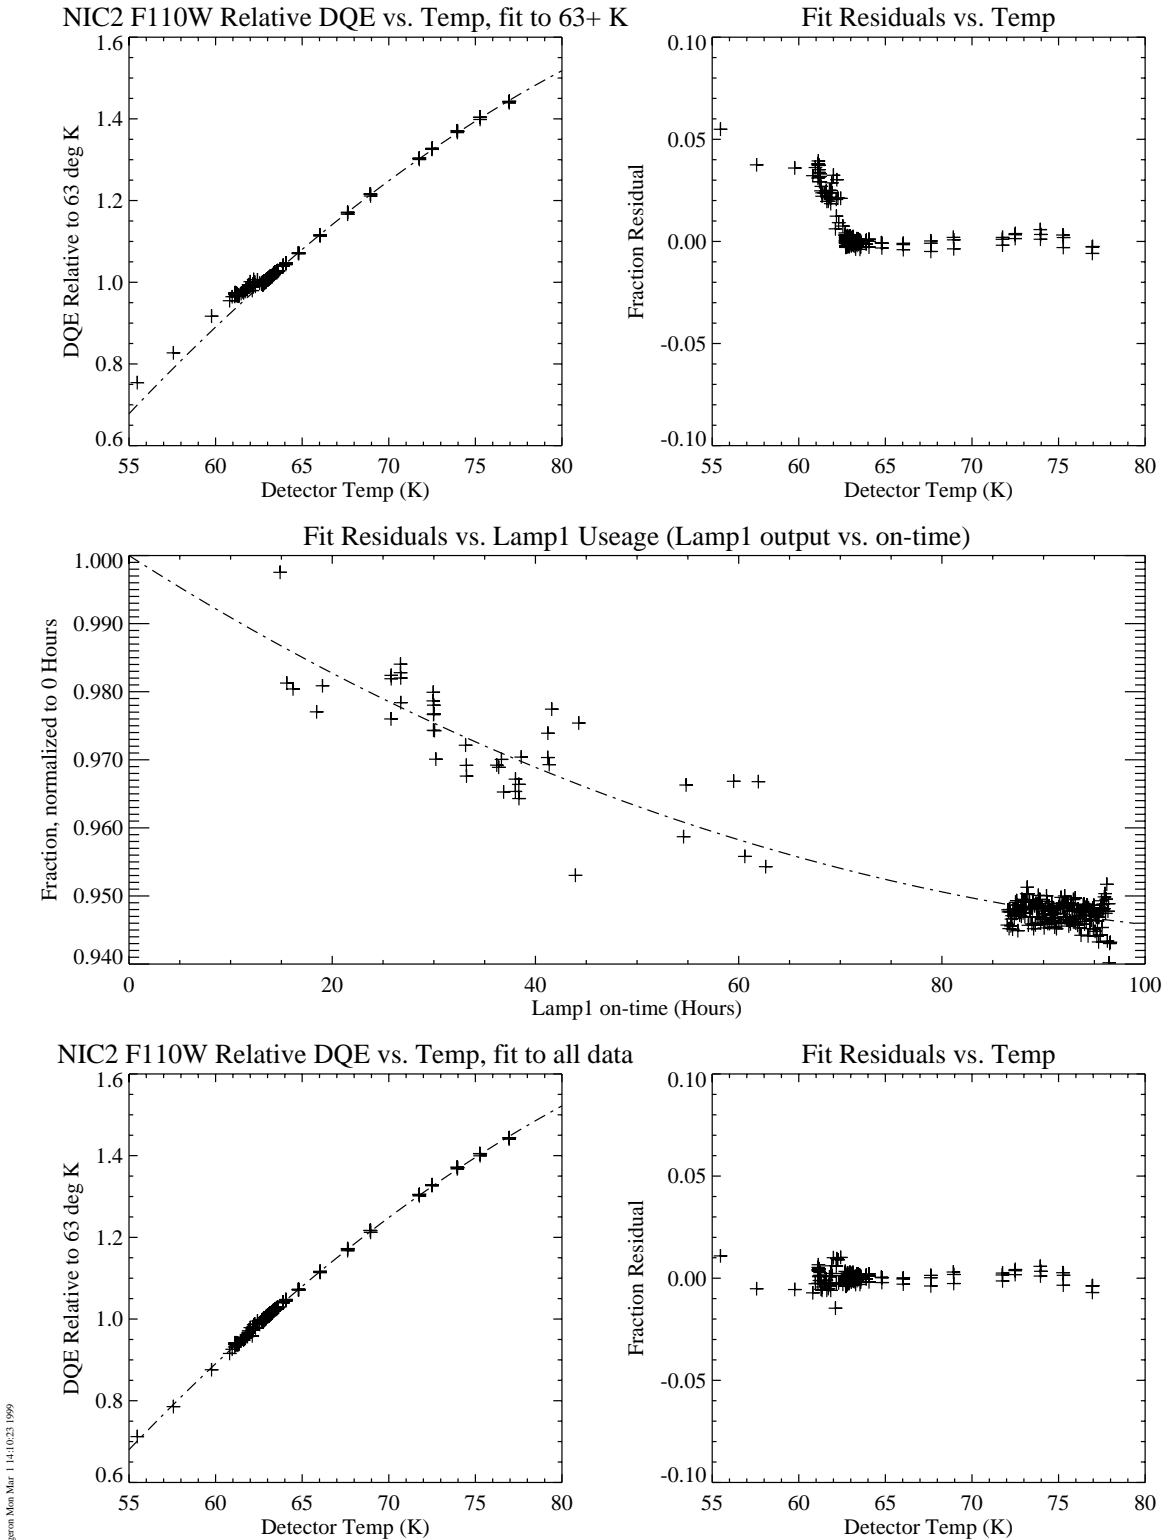 NIC2 F110W Relative DQE vs. Temp, fit to 63+ K
1.6
1.4
1.2
1.0
0.8
0.6
DQE Relative to 63 deg K
55 60 65 70 75 80
Detector Temp (K)
Fit Residuals vs. Temp
0.10
0.05
0.00
-0.05
-0.10
Fraction Residual
55 60 65 70 75 80
Detector Temp (K)
Fit Residuals vs. Lamp1 Useage (Lamp1 output vs. on-time)
1.000
0.990
0.980
0.970
0.960
0.950
0.940
Fraction, normalized to 0 Hours
0 20 40 60 80 100
Lamp1 on-time (Hours)
NIC2 F110W Relative DQE vs. Temp, fit to all data
1.6
1.4
1.2
1.0
0.8
0.6
DQE Relative to 63 deg K
55 60 65 70 75 80
Detector Temp (K)
Fit Residuals vs. Temp
0.10
0.05
0.00
-0.05
-0.10
Fraction Residual
55 60 65 70 75 80
Detector Temp (K)
Mon Mar 1 14:10:23 1999